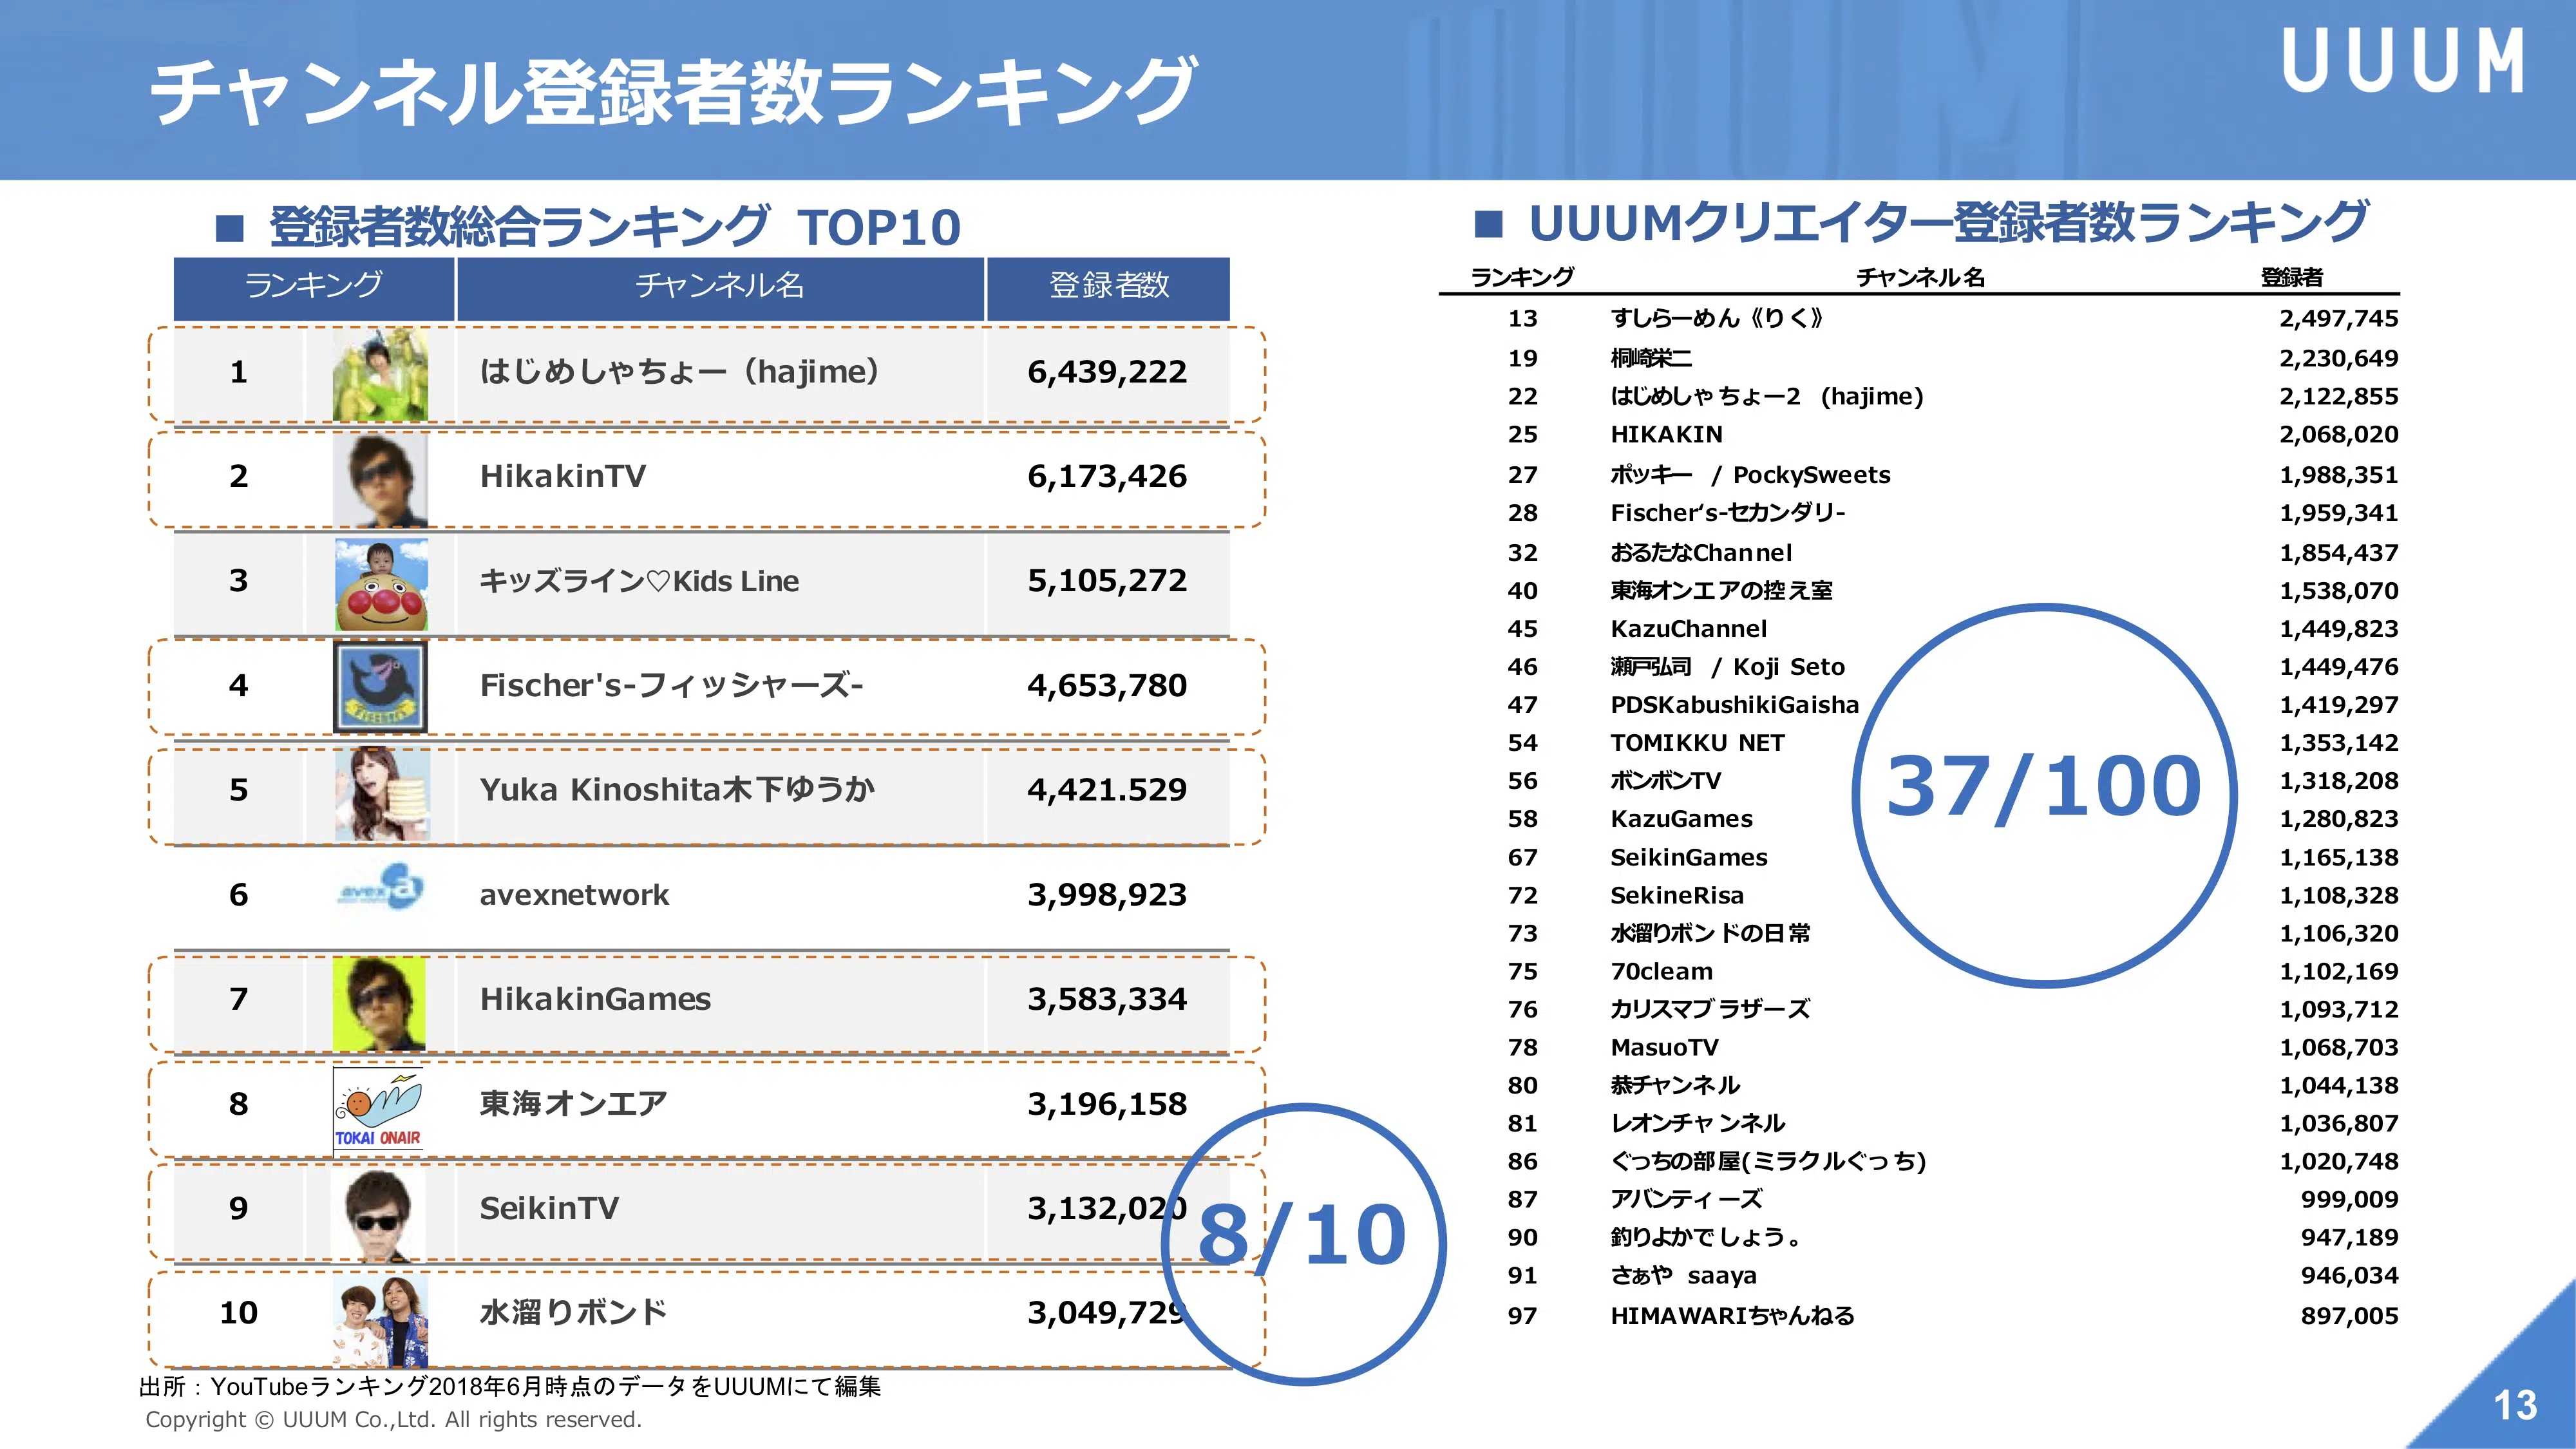 チャンネル登録者数ランキング
UUUM
■ 登録者数総合ランキング TOP10
ランキング チャンネル名 登録者数
1 はじめしゃちょー（hajime） 6,439,222
2 HikakinTV 6,173,426
3 キッズライン♡Kids Line 5,105,272
4 Fischer's-フィッシャーズ- 4,653,780
5 Yuka Kinoshita木下ゆうか 4,421.529
6 avex avexnetwork 3,998,923
7 HikakinGames 3,583,334
8 TOKAI ONAIR 東海オンエア 3,196,158
9 SeikinTV 3,132,020
10 水溜りボンド 3,049,729
8/10
■ UUUMクリエイター登録者数ランキング
ランキング チャンネル名 登録者
13 すしらーめん《りく》 2,497,745
19 桐崎栄二 2,230,649
22 はじめしゃちょー2 (hajime) 2,122,855
25 HIKAKIN 2,068,020
27 ポッキー / PockySweets 1,988,351
28 Fischer‘s-セカンダリ- 1,959,341
32 おるたなChannel 1,854,437
40 東海オンエアの控え室 1,538,070
45 KazuChannel 1,449,823
46 瀬戸弘司 / Koji Seto 1,449,476
47 PDSKabushikiGaisha 1,419,297
54 TOMIKKU NET 1,353,142
56 ボンボンTV 1,318,208
58 KazuGames 1,280,823
67 SeikinGames 1,165,138
72 SekineRisa 1,108,328
73 水溜りボンドの日常 1,106,320
75 70cleam 1,102,169
76 カリスマブラザーズ 1,093,712
78 MasuoTV 1,068,703
80 恭チャンネル 1,044,138
81 レオンチャンネル 1,036,807
86 ぐっちの部屋(ミラクルぐっち) 1,020,748
87 アバンティーズ 999,009
90 釣りよかでしょう。 947,189
91 さぁや saaya 946,034
97 HIMAWARIちゃんねる 897,005
37/100
出所：YouTubeランキング2018年6月時点のデータをUUUMにて編集
Copyright © UUUM Co.,Ltd. All rights reserved.
13